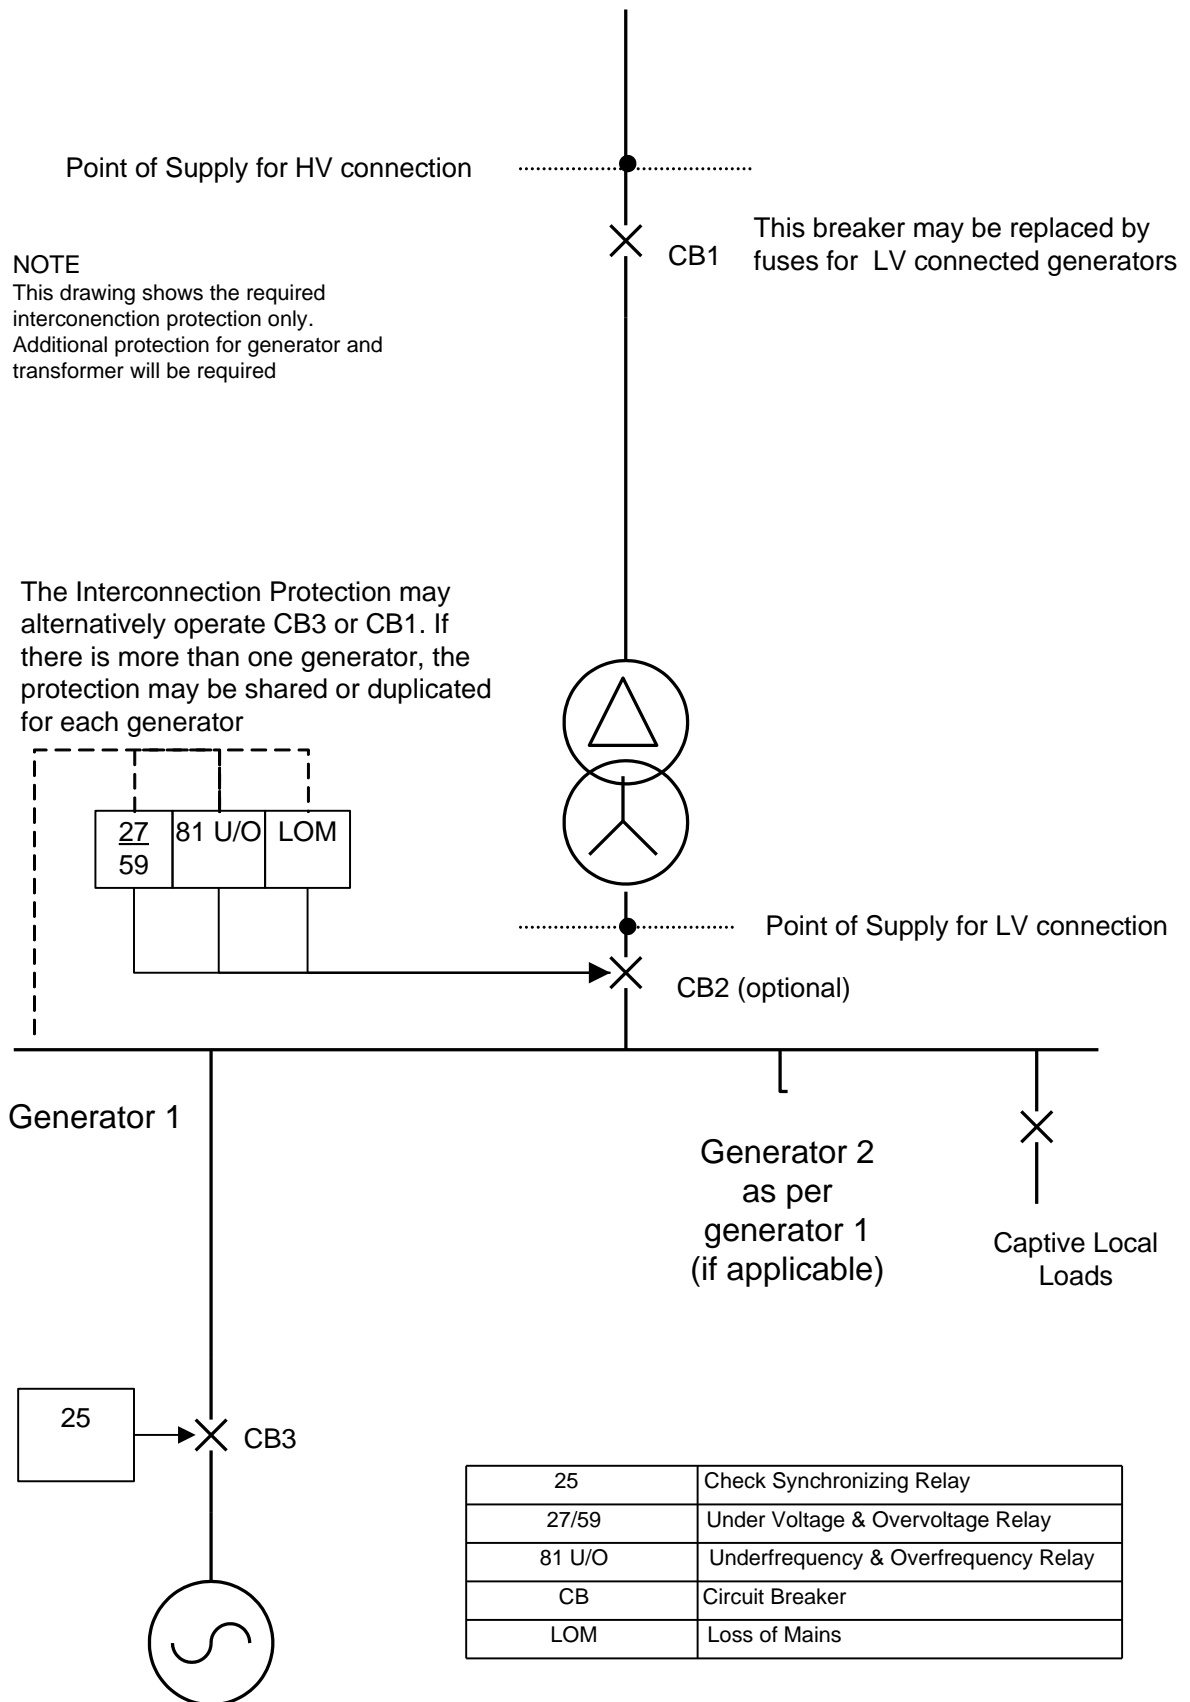 Point of Supply for HV connection
This breaker may be replaced by
fuses for LV connected generators
CB1
NOTE
This drawing shows the required
interconenction protection only.
Additional protection for generator and
transformer will be required
The Interconnection Protection may
alternatively operate CB3 or CB1. If
there is more than one generator, the
protection may be shared or duplicated
for each generator
27
59
81 U/O
LOM
Point of Supply for LV connection
CB2 (optional)
Generator 1
Generator 2
as per
generator 1
(if applicable)
Captive Local
Loads
25
CB3
25 Check Synchronizing Relay
27/59 Under Voltage & Overvoltage Relay
81 U/O Underfrequency & Overfrequency Relay
CB Circuit Breaker
LOM Loss of Mains